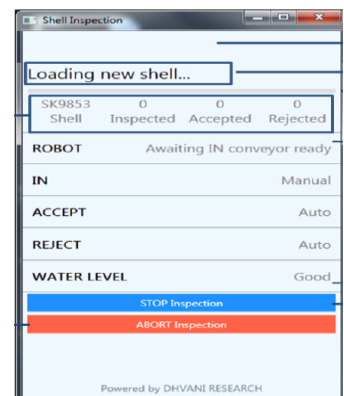 Shell Inspection
Loading new shell...
SK9853 0 0 0
Shell Inspected Accepted Rejected
ROBOT Awaiting IN conveyor ready
IN Manual
ACCEPT Auto
REJECT Auto
WATER LEVEL Good
STOP Inspection
ABORT Inspection
Powered by DHVANI RESEARCH